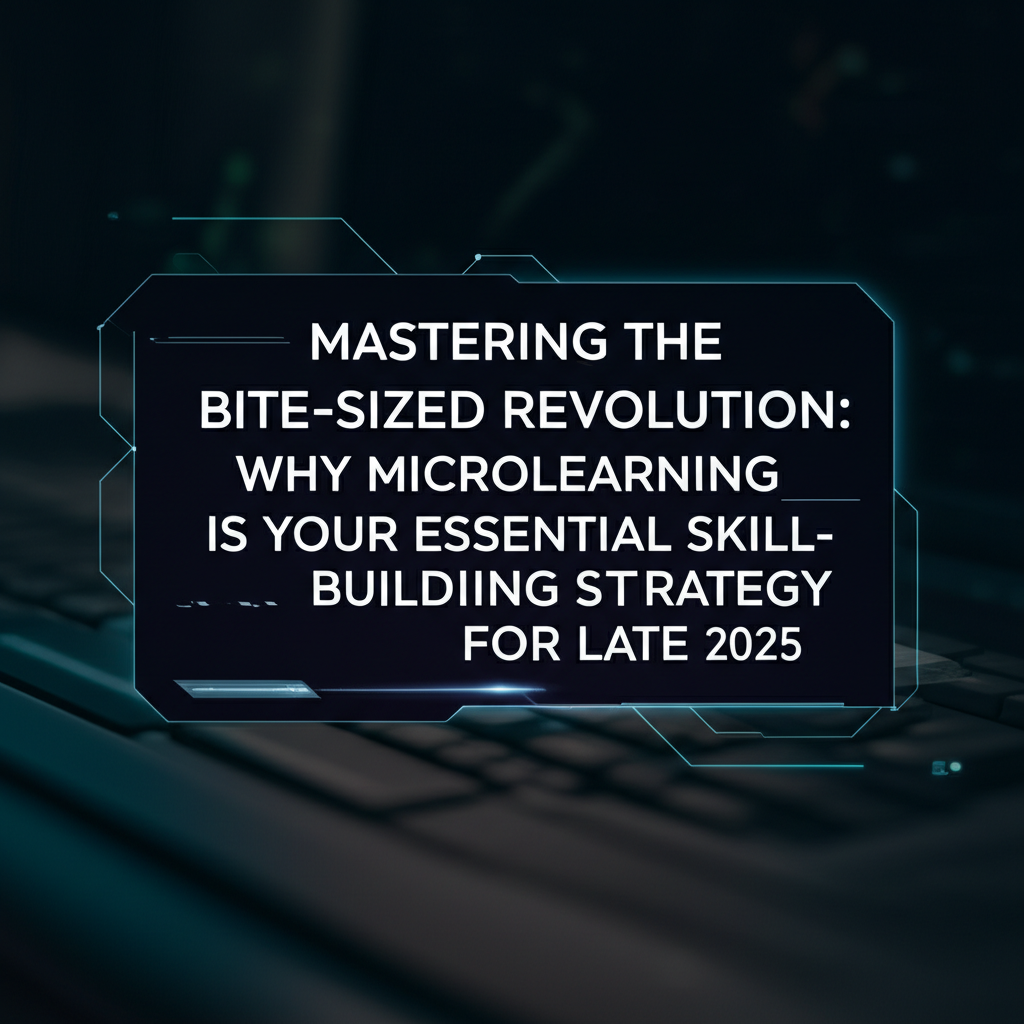 MASTERING THE
BITE-SIZED REVOLUTION:
WHY MICROLEARNING
IS YOUR ESSENTIAL SKILL-
BUILDIING STRATEGY
FOR LATE 2025